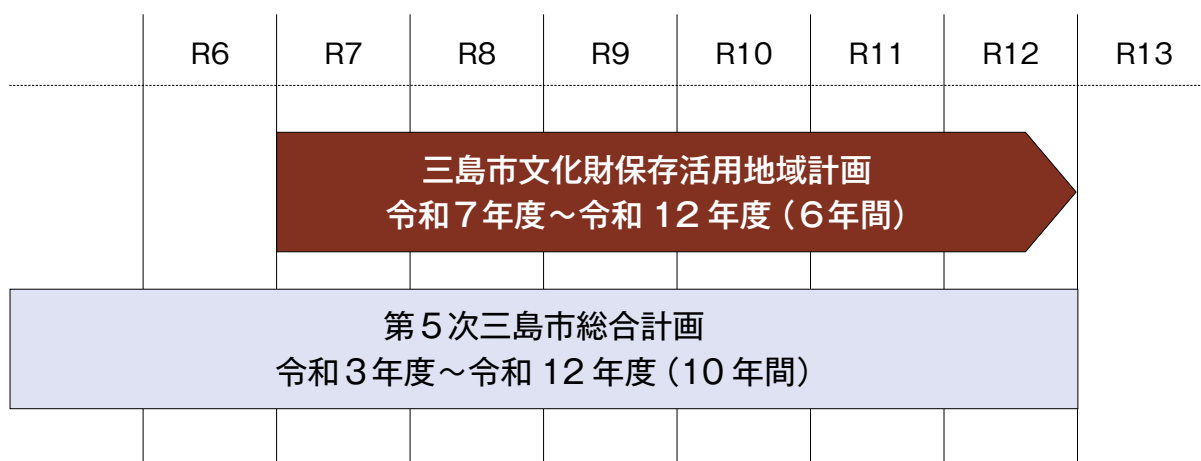 R6 R7 R8 R9 R10 R11 R12 R13
三島市文化財保存活用地域計画
令和７年度～令和 12 年度（６年間）
第５次三島市総合計画
令和３年度～令和 12 年度（10 年間）